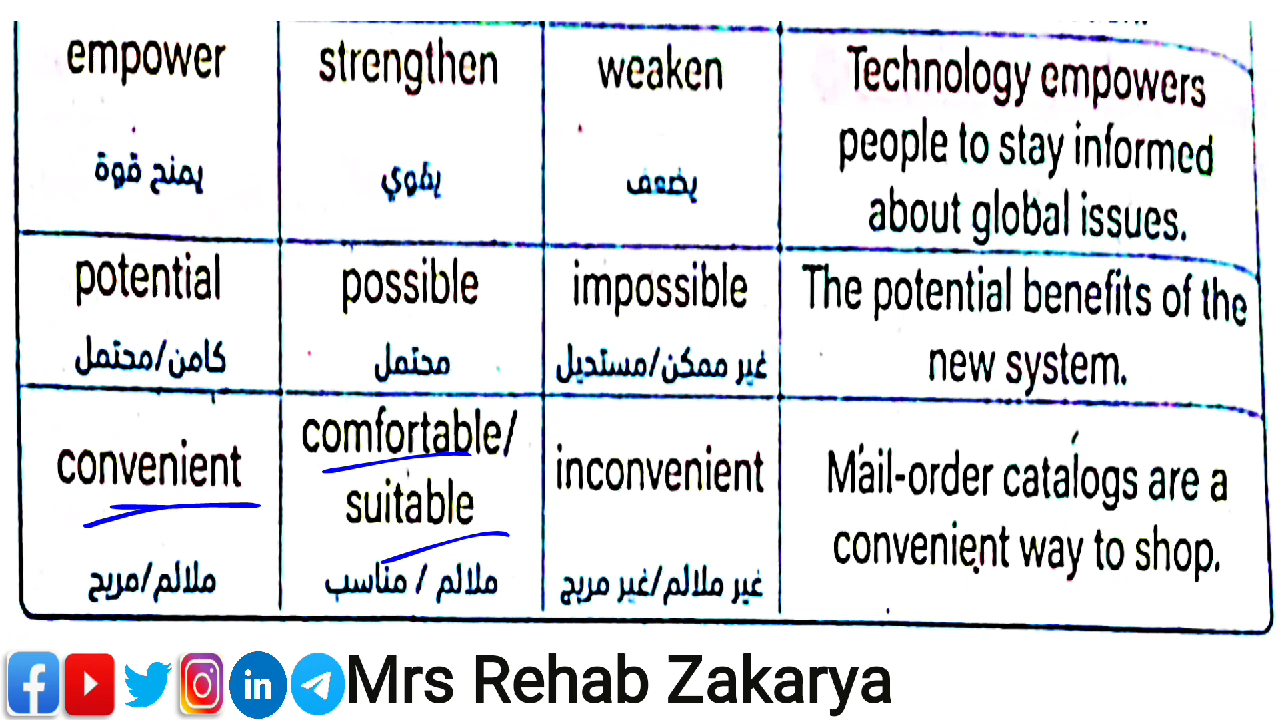 empower
يمنح قوة
strengthen
يقوي
weaken
يضعف
Technology empowers
people to stay informed
about global issues.
potential
كامن/محتمل
possible
محتمل
impossible
غير ممكن/مستحيل
The potential benefits of the
new system.
convenient
ملائم/مريح
comfortable/
suitable
ملائم / مناسب
inconvenient
غير ملائم/غير مريح
Mail-order catalogs are a
convenient way to shop.
Mrs Rehab Zakarya